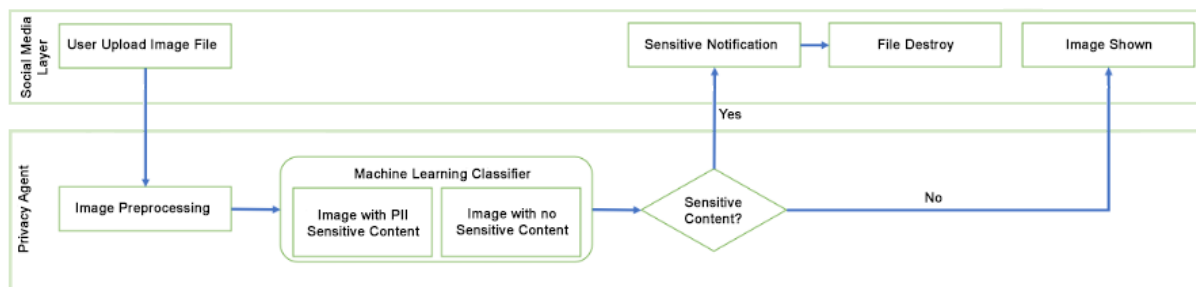 Social Media
Layer
User Upload Image File
Sensitive Notification
File Destroy
Image Shown
Yes
Privacy Agent
Image Preprocessing
Machine Learning Classifier
Image with PII
Sensitive Content
Image with no
Sensitive Content
Sensitive
Content?
No